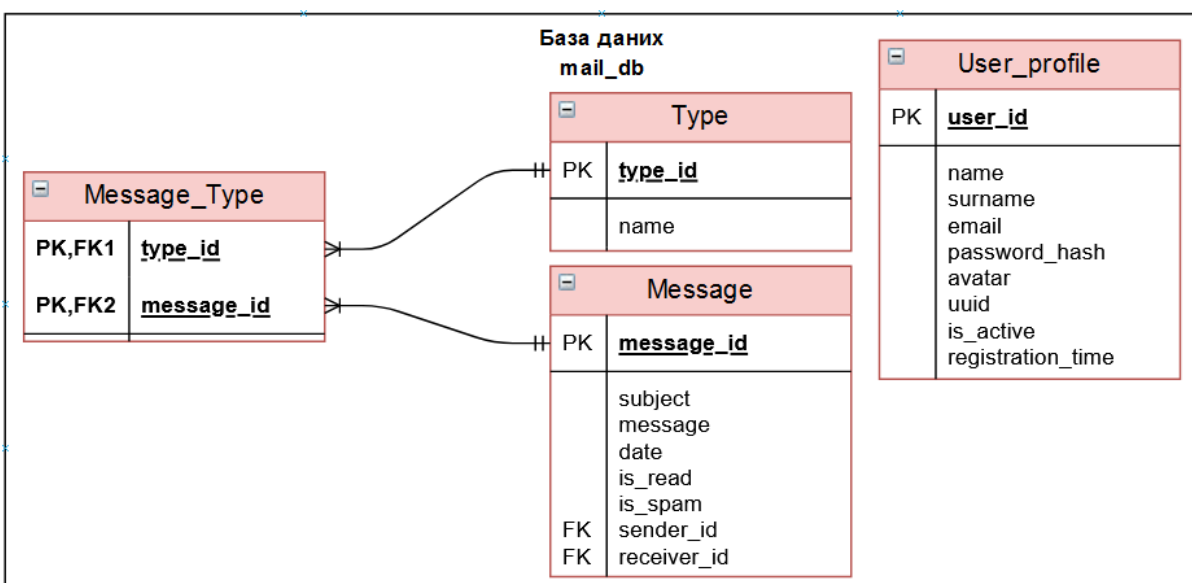 База даних
mail_db
Message_Type
PK,FK1 type_id
PK,FK2 message_id
Type
PK type_id
name
Message
PK message_id
subject
message
date
is_read
is_spam
FK sender_id
FK receiver_id
User_profile
PK user_id
name
surname
email
password_hash
avatar
uuid
is_active
registration_time